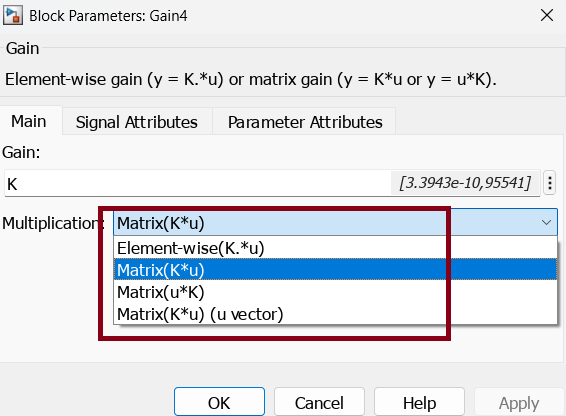 Block Parameters: Gain4
Gain
Element-wise gain (y = K.*u) or matrix gain (y = K*u or y = u*K).
Main Signal Attributes Parameter Attributes
Gain:
K [3.3943e-10,95541]
Multiplication: Matrix(K*u)
Element-wise(K.*u)
Matrix(K*u)
Matrix(u*K)
Matrix(K*u) (u vector)
OK Cancel Help Apply